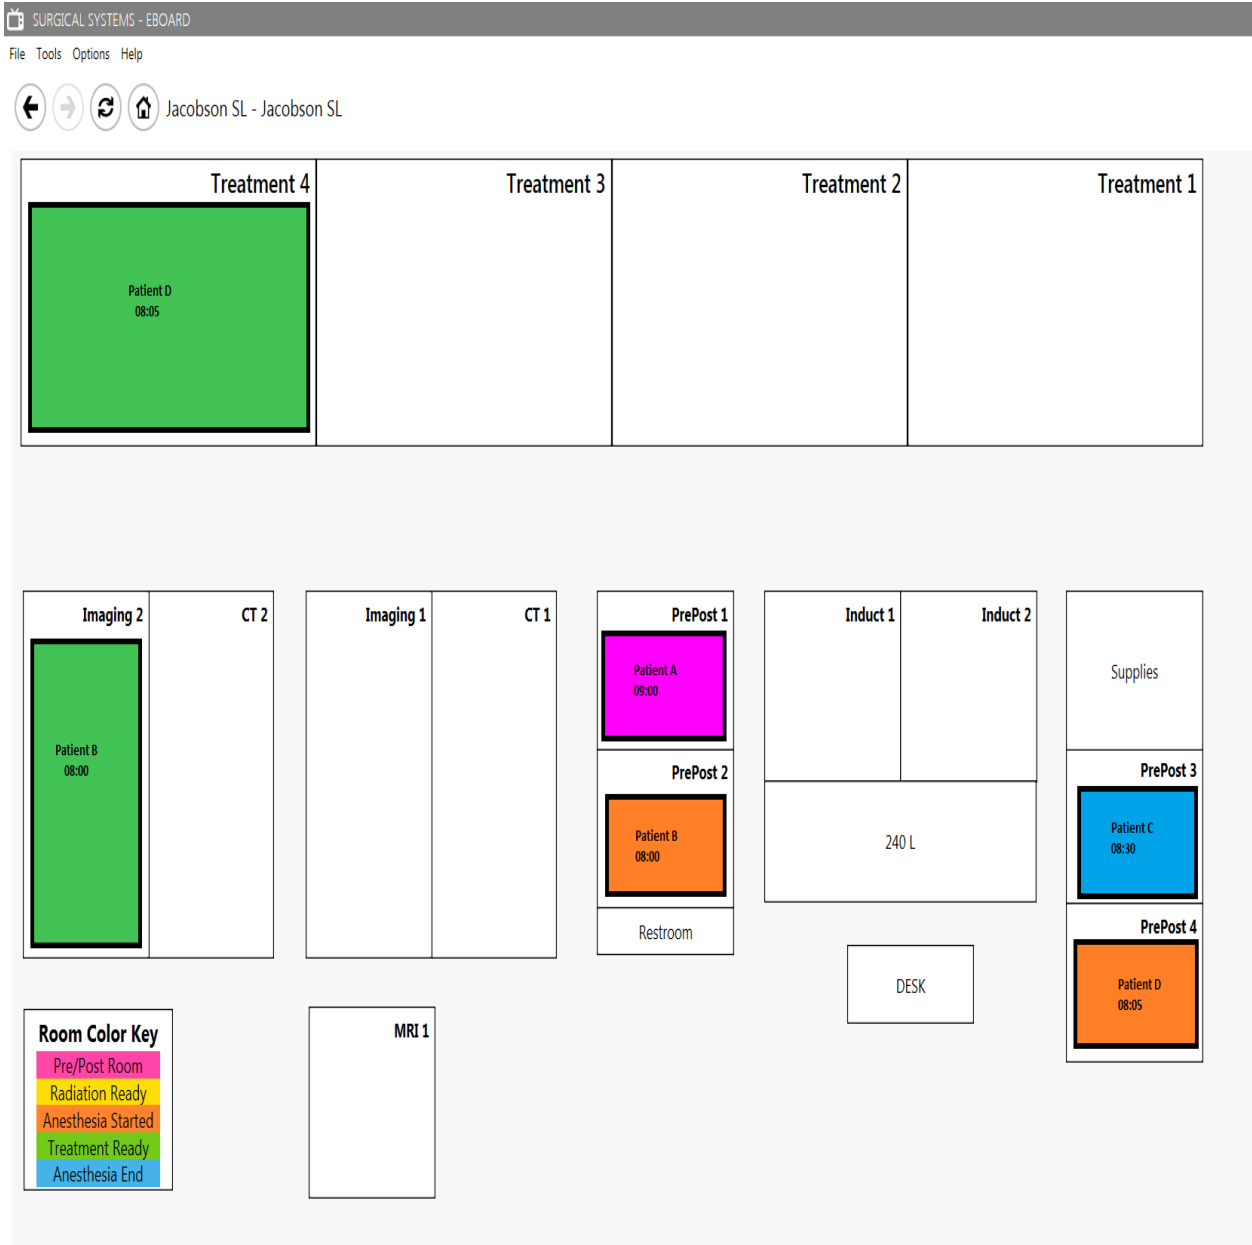 SURGICAL SYSTEMS - EBOARD
File Tools Options Help
Jacobson SL - Jacobson SL
Treatment 4
Treatment 3
Treatment 2
Treatment 1
Patient D
08:05
Imaging 2
CT 2
Imaging 1
CT 1
PrePost 1
Induct 1
Induct 2
Patient A
09:00
Supplies
Patient B
08:00
PrePost 2
PrePost 3
Patient B
08:00
240 L
Patient C
08:30
Restroom
PrePost 4
DESK
Patient D
08:05
Room Color Key
Pre/Post Room
Radiation Ready
Anesthesia Started
Treatment Ready
Anesthesia End
MRI 1